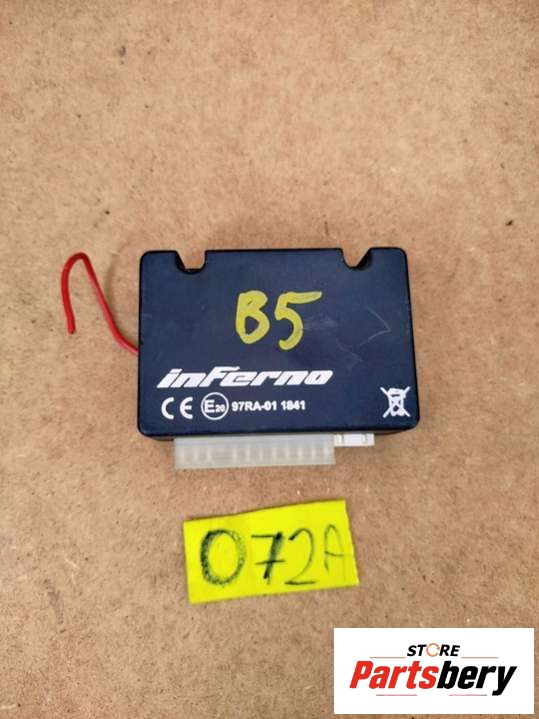 B5
inferno
CE E20 97RA-01 1841
072A
STORE
Partsbery